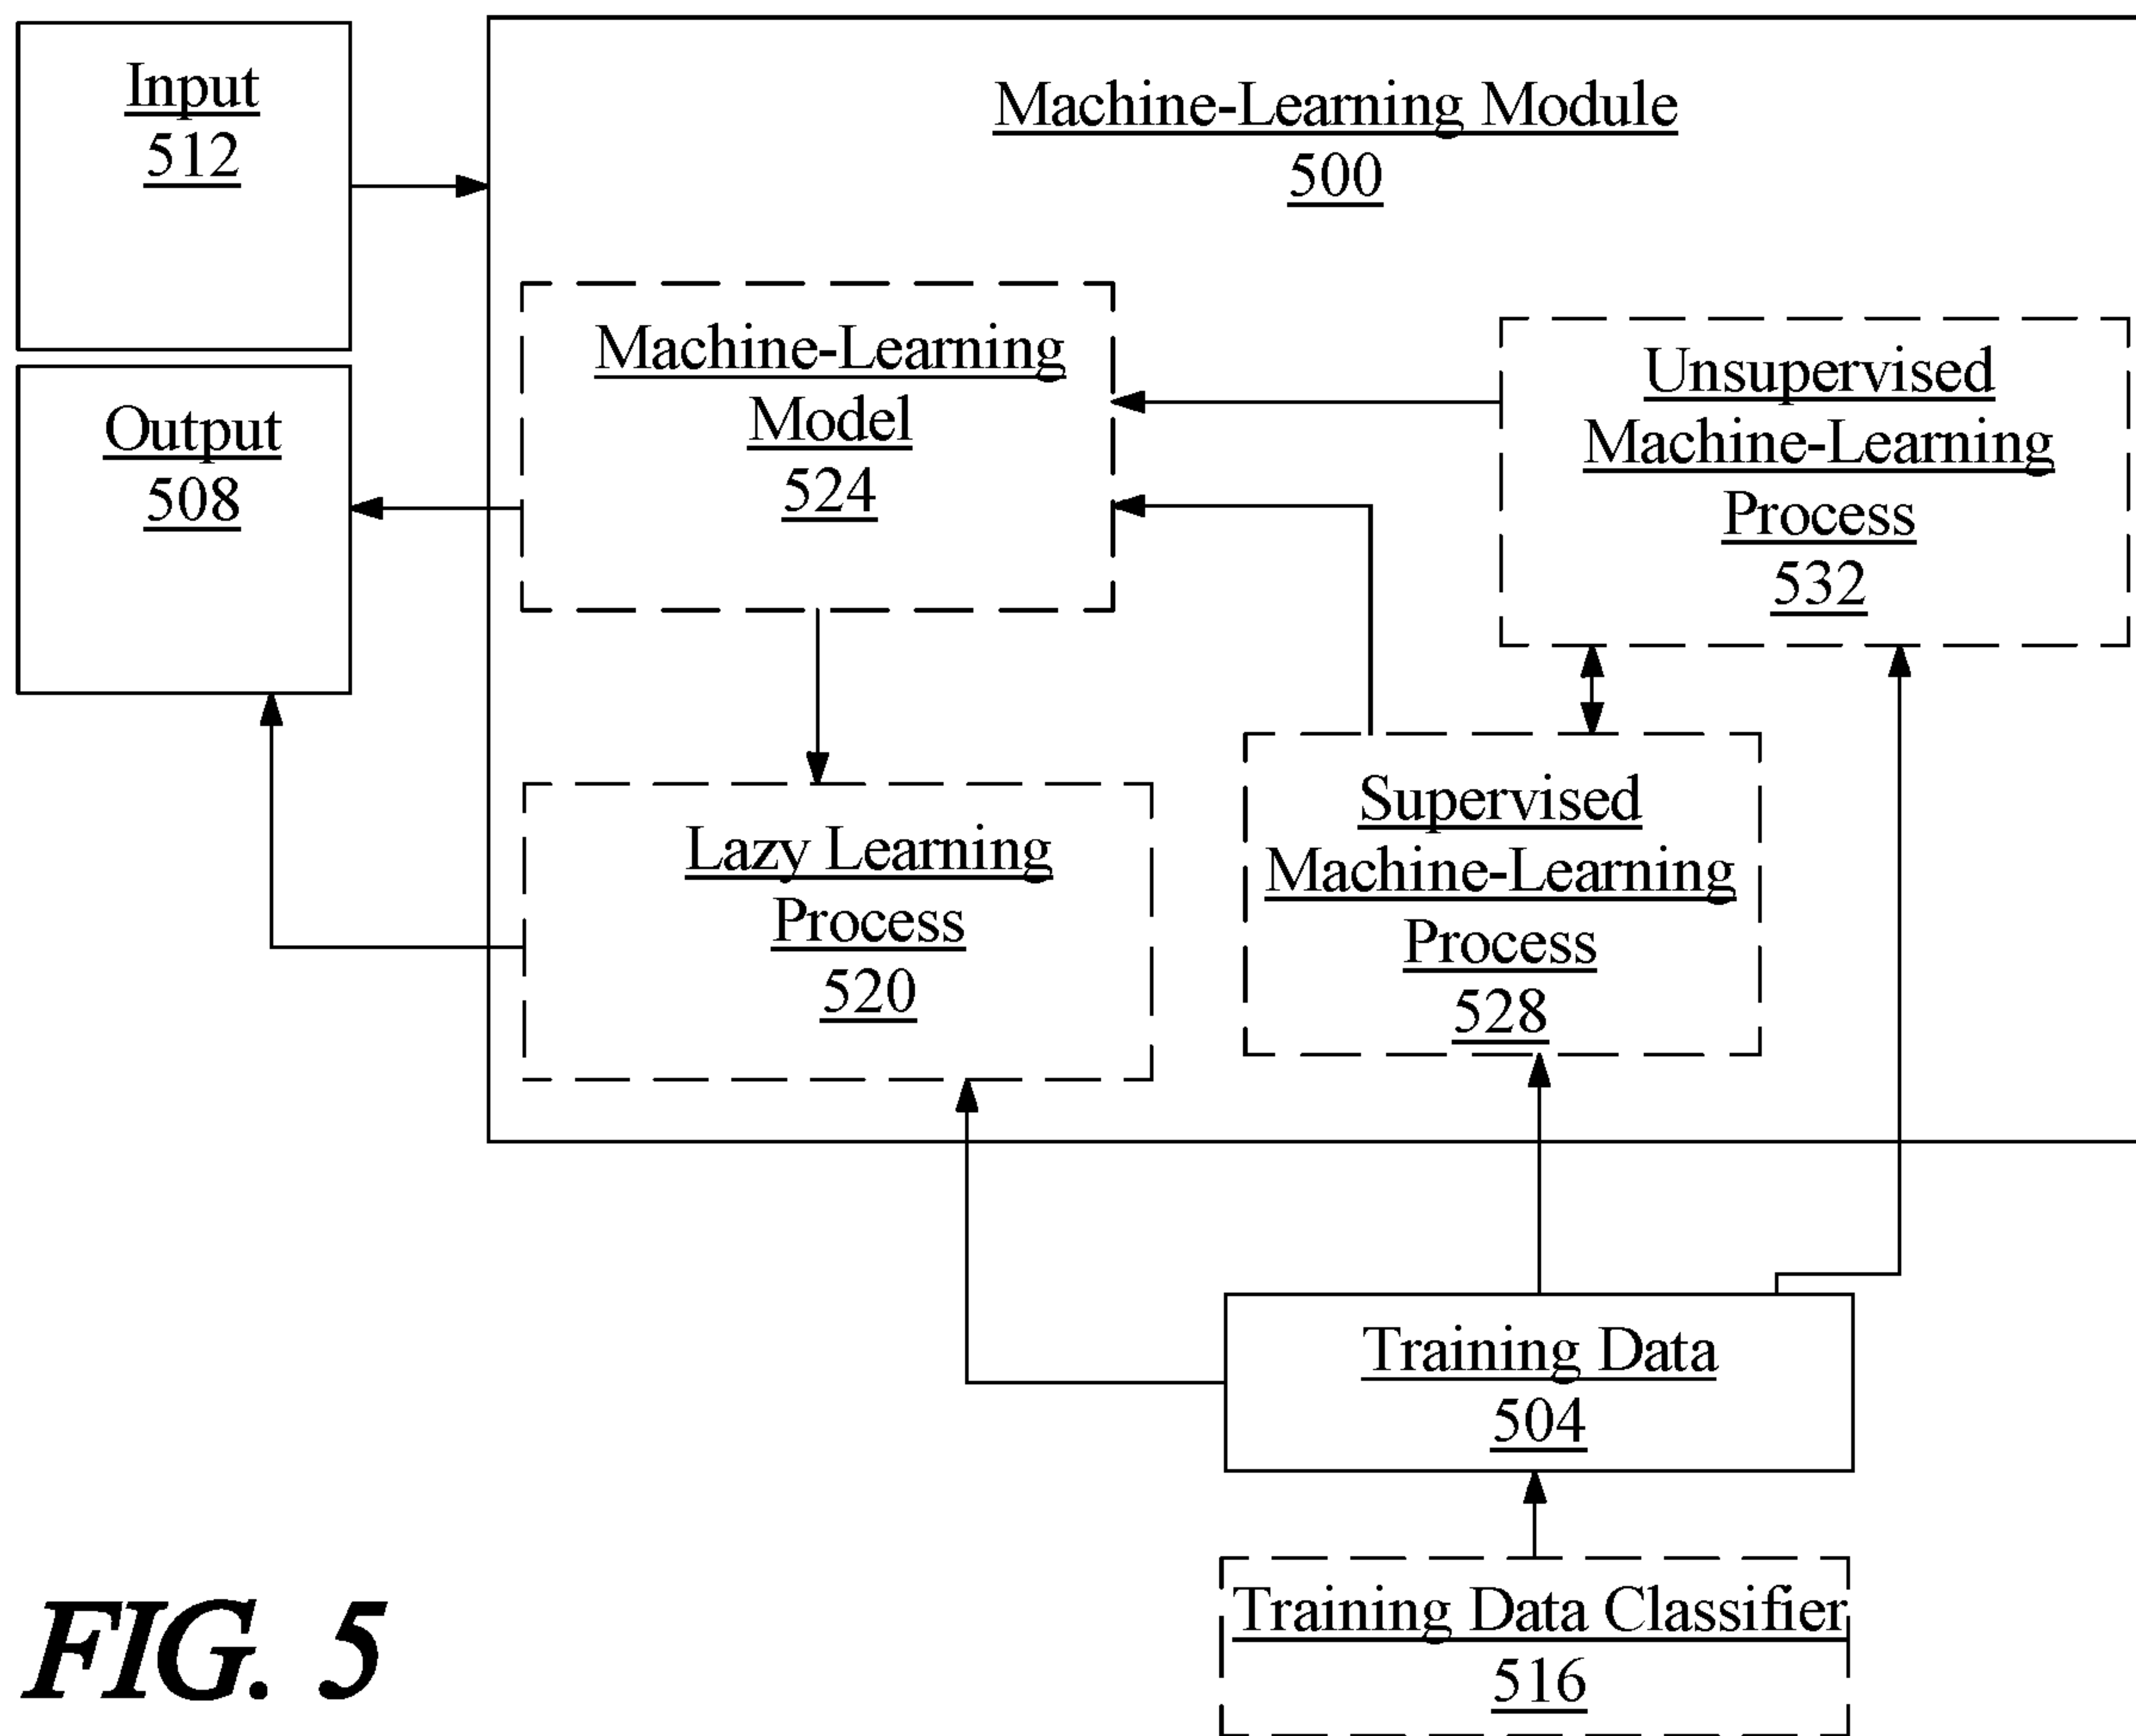 Input
512
Machine-Learning Module
500
Machine-Learning
Model
524
Unsupervised
Machine-Learning
Process
532
Output
508
Lazy Learning
Process
520
Supervised
Machine-Learning
Process
528
Training Data
504
Training Data Classifier
516
FIG. 5